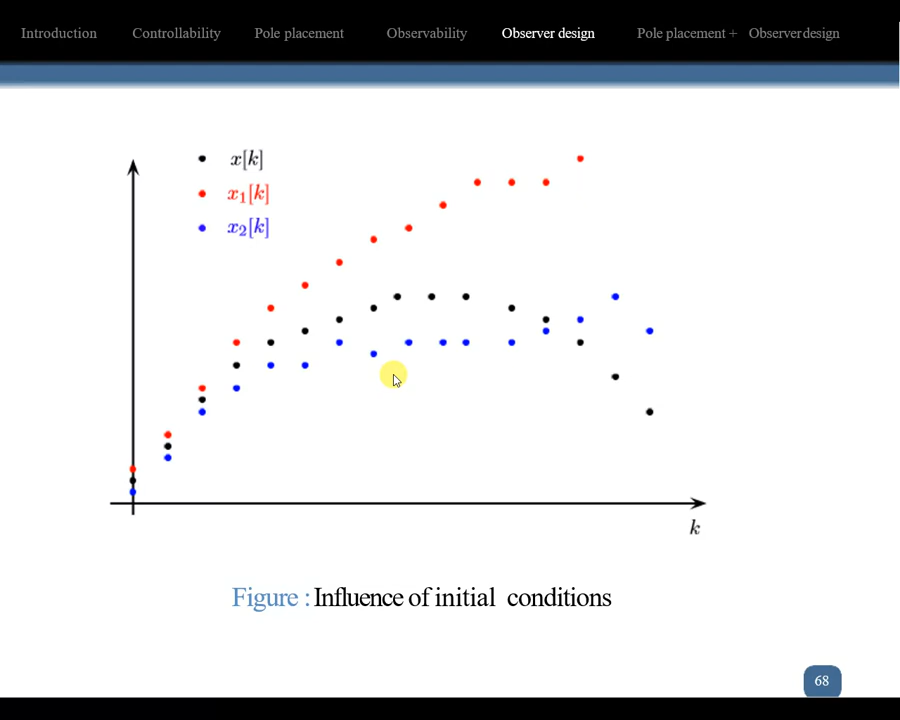 Introduction Controllability Pole placement Observability Observer design Pole placement + Observerdesign
x[k]
x₁[k]
x₂[k]
k
Figure : Influence of initial conditions
68